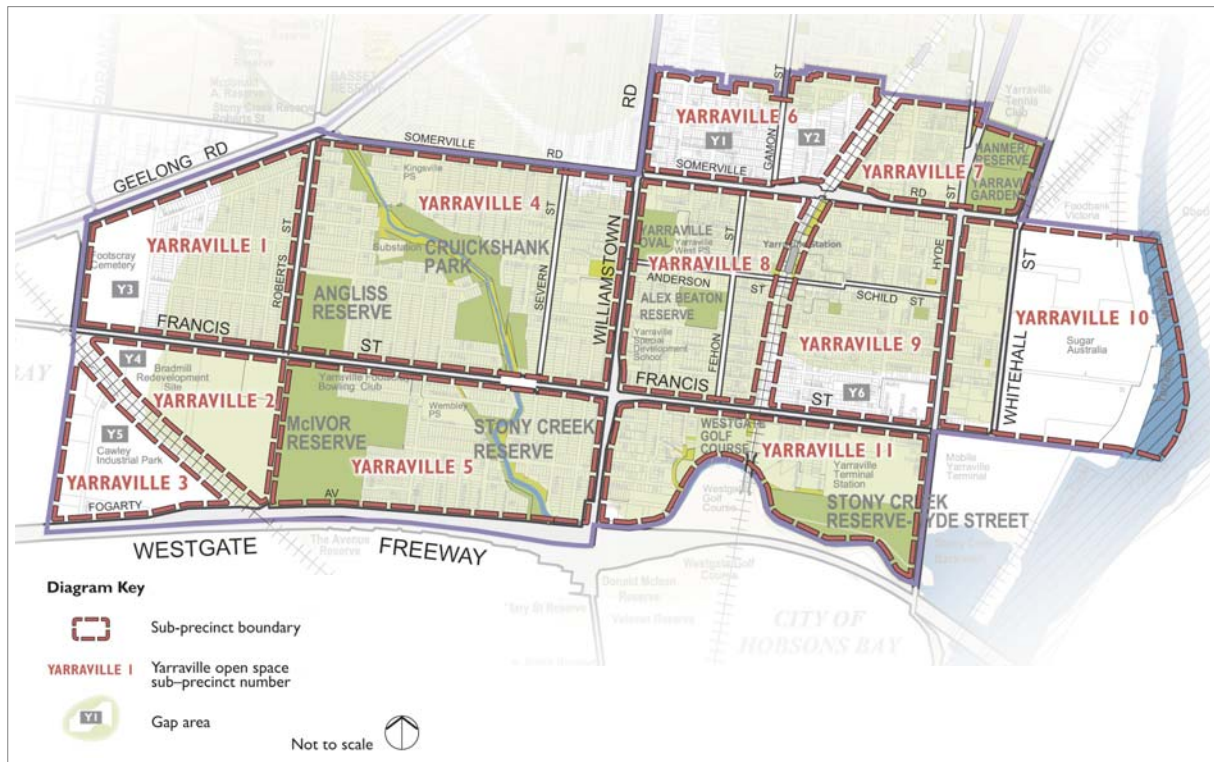 Yarraville Tennis Club
YARRAVILLE 6
Y1
Y2
GAMON
ST
RD
SOMERVILLE
RD
YARRAVILLE 7
ST
HANMER
RESERVE
YARRAVILLE
GARDENS
Foodbank
Victoria
GEELONG RD
SOMERVILLE
RD
Kingsville
PS
YARRAVILLE 4
ST
SEVERN
WILLIAMSTOWN
Substation
CRUICKSHANK
PARK
ANGLISS
RESERVE
YARRAVILLE 1
Footscray
Cemetery
Y3
ROBERTS
ST
FRANCIS
ST
YARRAVILLE
OVAL
Yarraville
West PS
ST
YARRAVILLE 8
ANDERSON
ST
ALEX BEATON
RESERVE
Yarraville
Special
Development
School
FEHON
FRANCIS
ST
Yarraville Station
HYDE
SCHILD
ST
YARRAVILLE 9
Y6
ST
WHITEHALL
YARRAVILLE 10
Sugar
Australia
Y4
Bradmill
Redevelopment
Site
YARRAVILLE 2
Y5
Cawley
Industrial Park
YARRAVILLE 3
FOGARTY
AV
Yarraville Footscray
Bowling Club
McIVOR
RESERVE
Wembley
PS
STONY CREEK
RESERVE
YARRAVILLE 5
WESTGATE
GOLF
COURSE
YARRAVILLE 11
Yarraville
Terminal
Station
STONY CREEK
RESERVE-HYDE STREET
Westgate
Golf
Course
Mobile
Yarraville
Terminal
WESTGATE FREEWAY
The Avenue
Reserve
Westgate Golf
Course
Donald McLean
Reserve
CITY OF
HOBSONS BAY
Diagram Key
Sub-precinct boundary
YARRAVILLE 1
Yarraville open space
sub-precinct number
Y1
Gap area
Not to scale